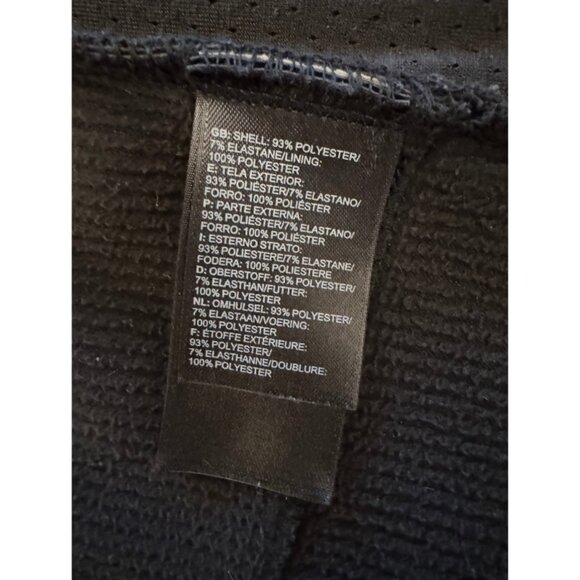 GB: SHELL: 93% POLYESTER/
7% ELASTANE/LINING:
100% POLYESTER
E: TELA EXTERIOR:
93% POLIÉSTER/7% ELASTANO/
FORRO: 100% POLIÉSTER
P: PARTE EXTERNA:
93% POLIÉSTER/7% ELASTANO/
FORRO: 100% POLIÉSTER
I: ESTERNO STRATO:
93% POLIESTERE/7% ELASTANE/
FODERA: 100% POLIESTERE
D: OBERSTOFF: 93% POLYESTER/
7% ELASTHAN/FUTTER:
100% POLYESTER
NL: OMHULSEL: 93% POLYESTER/
7% ELASTAAN/VOERING:
100% POLYESTER
F: ÉTOFFE EXTÉRIEURE:
93% POLYESTER/
7% ELASTHANNE/DOUBLURE:
100% POLYESTER